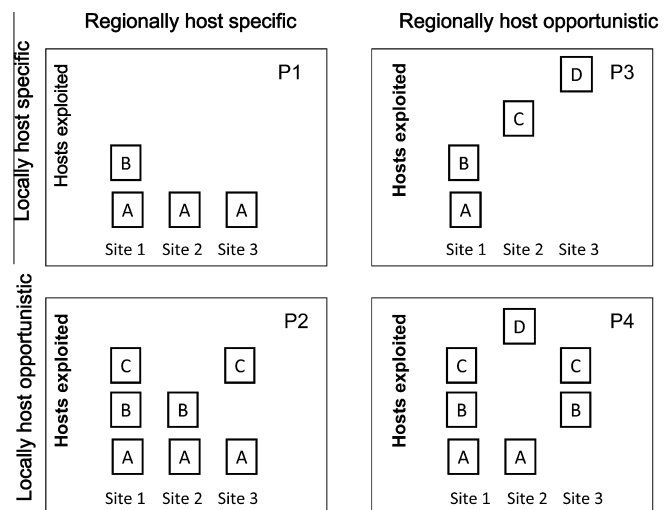 Regionally host specific
Regionally host opportunistic
Locally host specific
Hosts exploited
P1
B
A A A
Site 1 Site 2 Site 3
Hosts exploited
P3
D
C
B
A
Site 1 Site 2 Site 3
Locally host opportunistic
Hosts exploited
P2
C C
B B
A A A
Site 1 Site 2 Site 3
Hosts exploited
P4
D
C C
B B
A A
Site 1 Site 2 Site 3